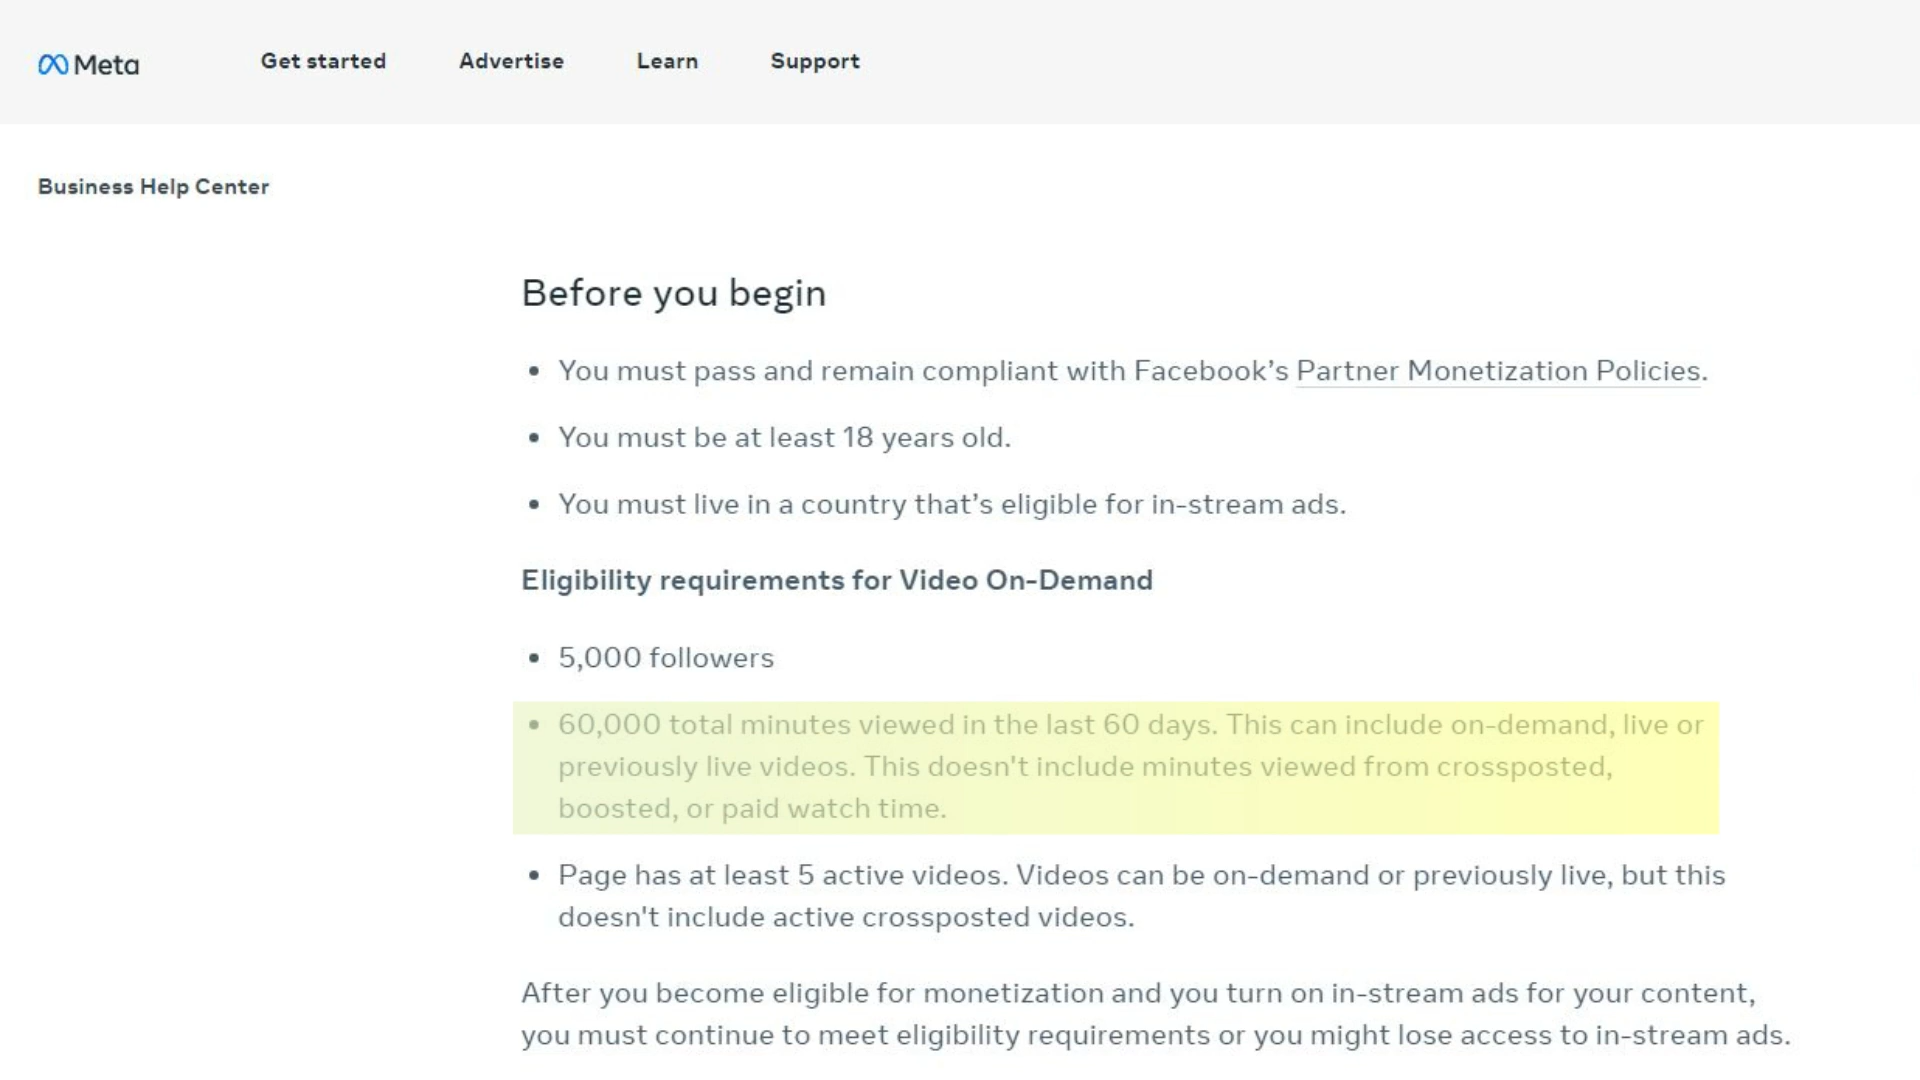 Meta
Get started
Advertise
Learn
Support
Business Help Center
Before you begin
• You must pass and remain compliant with Facebook’s Partner Monetization Policies.
• You must be at least 18 years old.
• You must live in a country that’s eligible for in-stream ads.
Eligibility requirements for Video On-Demand
• 5,000 followers
• 60,000 total minutes viewed in the last 60 days. This can include on-demand, live or
previously live videos. This doesn't include minutes viewed from crossposted,
boosted, or paid watch time.
• Page has at least 5 active videos. Videos can be on-demand or previously live, but this
doesn't include active crossposted videos.
After you become eligible for monetization and you turn on in-stream ads for your content,
you must continue to meet eligibility requirements or you might lose access to in-stream ads.